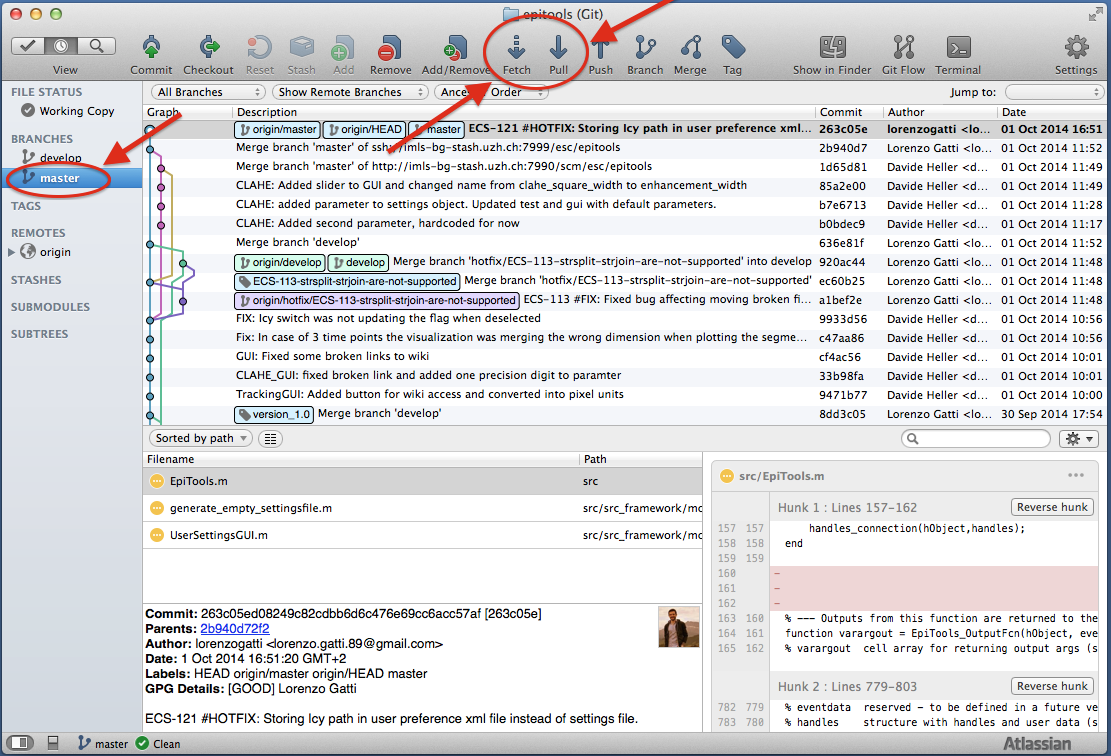 epitools (Git)
View Commit Checkout Reset Stash Add Remove Add/Remove Fetch Pull Push Branch Merge Tag Show in Finder Git Flow Terminal Settings
FILE STATUS
Working Copy
BRANCHES
develop
master
TAGS
REMOTES
origin
STASHES
SUBMODULES
SUBTREES
All Branches Show Remote Branches Order Jump to:
Graph Description Commit Author Date
origin/master origin/HEAD master ECS-121 #HOTFIX: Storing Icy path in user preference xml... 263c05e lorenzogatti <lo... 01 Oct 2014 16:51
Merge branch 'master' of ssh://imls-bg-stash.uzh.ch:7999/esc/epitools 2b940d7 Lorenzo Gatti <lo... 01 Oct 2014 11:52
Merge branch 'master' of http://imls-bg-stash.uzh.ch:7990/scm/esc/epitools 1d65d81 Davide Heller <d... 01 Oct 2014 11:49
CLAHE: Added slider to GUI and changed name from clahe_square_width to enhancement_width 85a2e00 Davide Heller <d... 01 Oct 2014 11:49
CLAHE: added parameter to settings object. Updated test and gui with default parameters. b7e6713 Davide Heller <d... 01 Oct 2014 11:28
CLAHE: Added second parameter, hardcoded for now b0bdec9 Davide Heller <d... 01 Oct 2014 11:17
Merge branch 'develop' 636e81f Lorenzo Gatti <lo... 01 Oct 2014 11:52
origin/develop develop Merge branch 'hotfix/ECS-113-strsplit-strjoin-are-not-supported' into develop 920ac44 Lorenzo Gatti <lo... 01 Oct 2014 11:48
ECS-113-strsplit-strjoin-are-not-supported Merge branch 'hotfix/ECS-113-strsplit-strjoin-are-not-supported' ec60b25 Lorenzo Gatti <lo... 01 Oct 2014 11:48
origin/hotfix/ECS-113-strsplit-strjoin-are-not-supported ECS-113 #FIX: Fixed bug affecting moving broken fi... a1bef2e Lorenzo Gatti <lo... 01 Oct 2014 11:48
FIX: Icy switch was not updating the flag when deselected 9933d56 Davide Heller <d... 01 Oct 2014 10:56
Fix: In case of 3 time points the visualization was merging the wrong dimension when plotting the segme... c47aa86 Davide Heller <d... 01 Oct 2014 10:56
GUI: Fixed some broken links to wiki cf4ac56 Davide Heller <d... 01 Oct 2014 10:01
CLAHE_GUI: fixed broken link and added one precision digit to paramter 33b98fa Davide Heller <d... 01 Oct 2014 10:01
TrackingGUI: Added button for wiki access and converted into pixel units 9471b77 Davide Heller <d... 01 Oct 2014 10:00
version_1.0 Merge branch 'develop' 8dd3c05 Lorenzo Gatti <lo... 30 Sep 2014 17:54
Sorted by path
Filename Path
EpiTools.m src
generate_empty_settingsfile.m src/src_framework/mo
UserSettingsGUI.m src/src_framework/mo
Commit: 263c05ed08249c82cdbb6d6c476e69cc6acc57af [263c05e]
Parents: 2b940d72f2
Author: lorenzogatti <lorenzo.gatti.89@gmail.com>
Date: 1 Oct 2014 16:51:20 GMT+2
Labels: HEAD origin/master origin/HEAD master
GPG Details: [GOOD] Lorenzo Gatti
ECS-121 #HOTFIX: Storing Icy path in user preference xml file instead of settings file.
src/EpiTools.m
Hunk 1 : Lines 157-162 Reverse hunk
157 157 handles_connection(hObject,handles);
158 158 end
159 159
160 -
161 -
162 -
163 160 % --- Outputs from this function are returned to the
164 161 function varargout = EpiTools_OutputFcn(hObject, eve
165 162 % varargout cell array for returning output args (s
Hunk 2 : Lines 779-803 Reverse hunk
782 779 % eventdata reserved - to be defined in a future ve
783 780 % handles structure with handles and user data (s
master Clean Atlassian